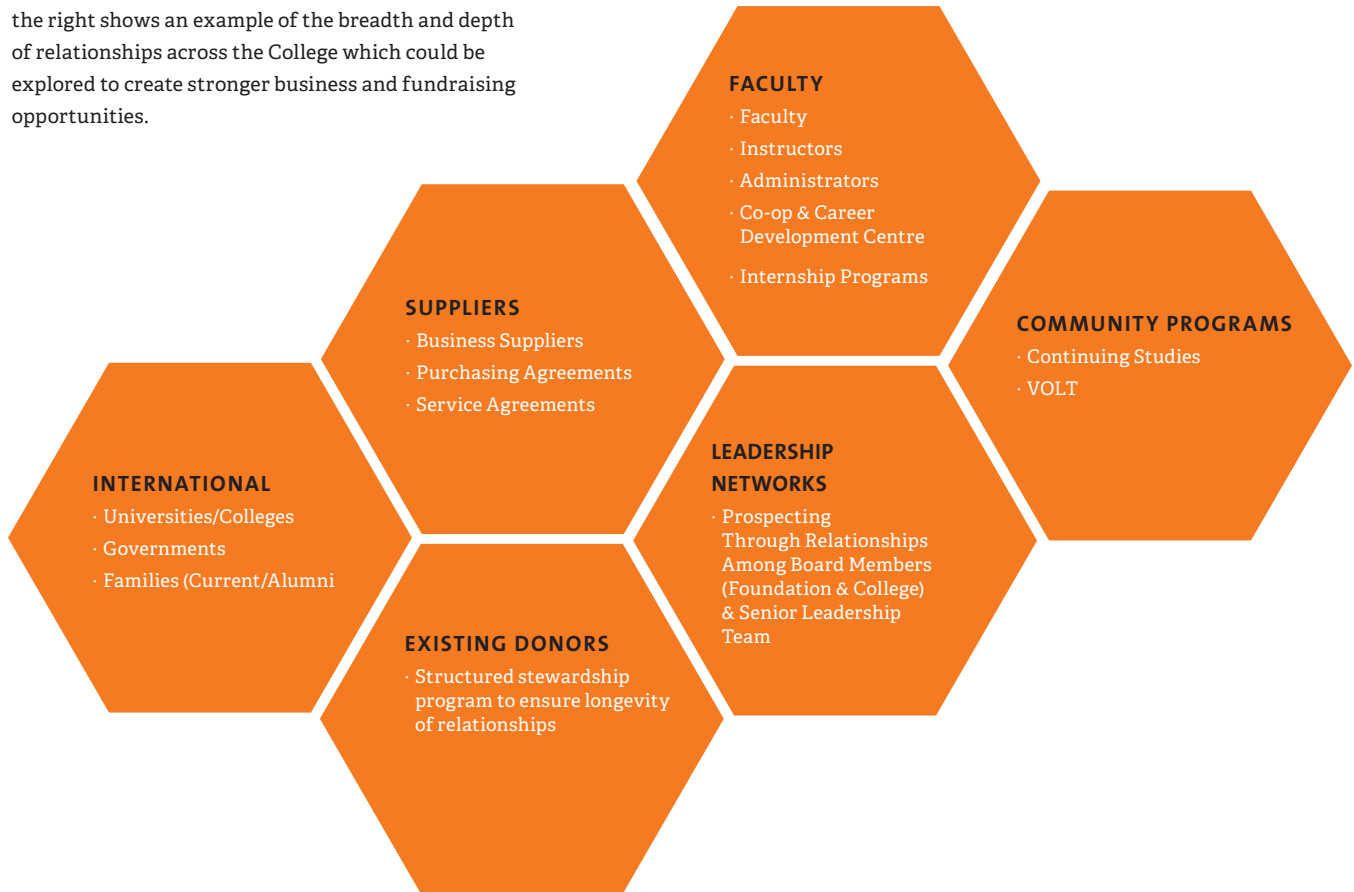 the right shows an example of the breadth and depth
of relationships across the College which could be
explored to create stronger business and fundraising
opportunities.
FACULTY
· Faculty
· Instructors
· Administrators
· Co-op & Career
Development Centre
· Internship Programs
SUPPLIERS
· Business Suppliers
· Purchasing Agreements
· Service Agreements
COMMUNITY PROGRAMS
· Continuing Studies
· VOLT
INTERNATIONAL
· Universities/Colleges
· Governments
· Families (Current/Alumni
LEADERSHIP
NETWORKS
· Prospecting
Through Relationships
Among Board Members
(Foundation & College)
& Senior Leadership
Team
EXISTING DONORS
· Structured stewardship
program to ensure longevity
of relationships